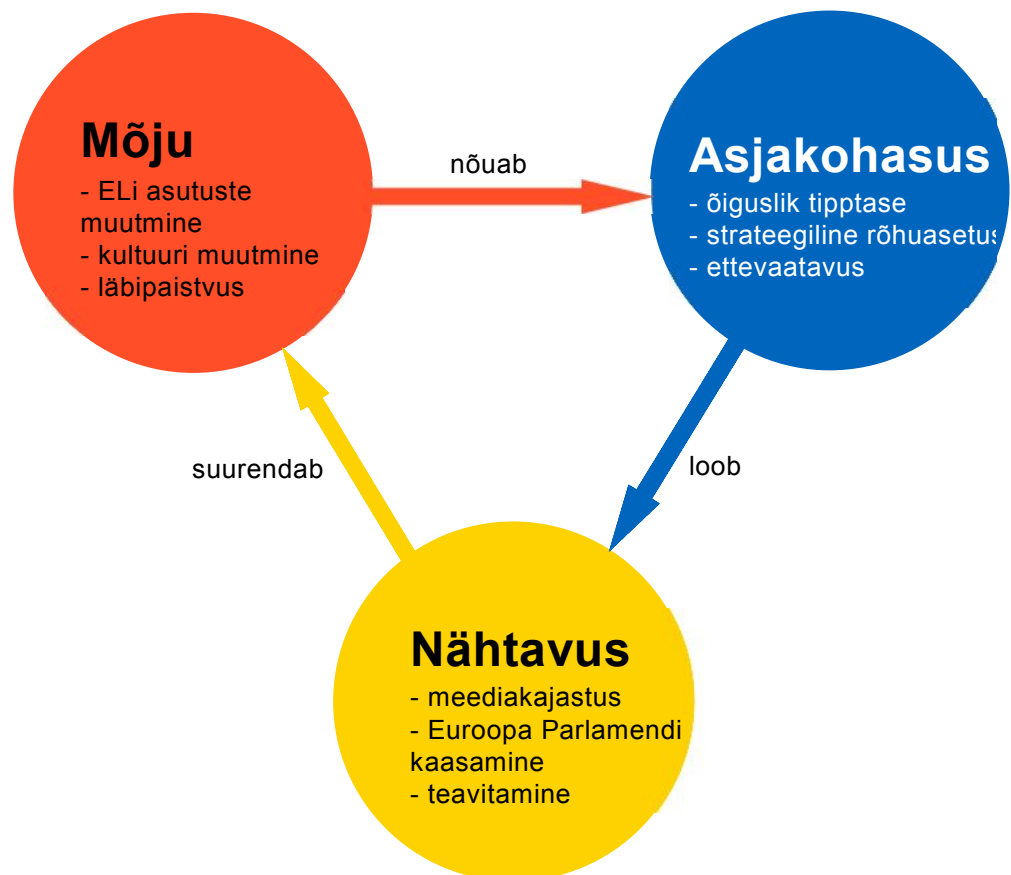 Mõju
- ELi asutuste
muutmine
- kultuuri muutmine
- läbipaistvus
nõuab
Asjakohasus
- õiguslik tipptase
- strateegiline rõhuasetus
- ettevaatavus
suurendab
loob
Nähtavus
- meediakajastus
- Euroopa Parlamendi
kaasamine
- teavitamine